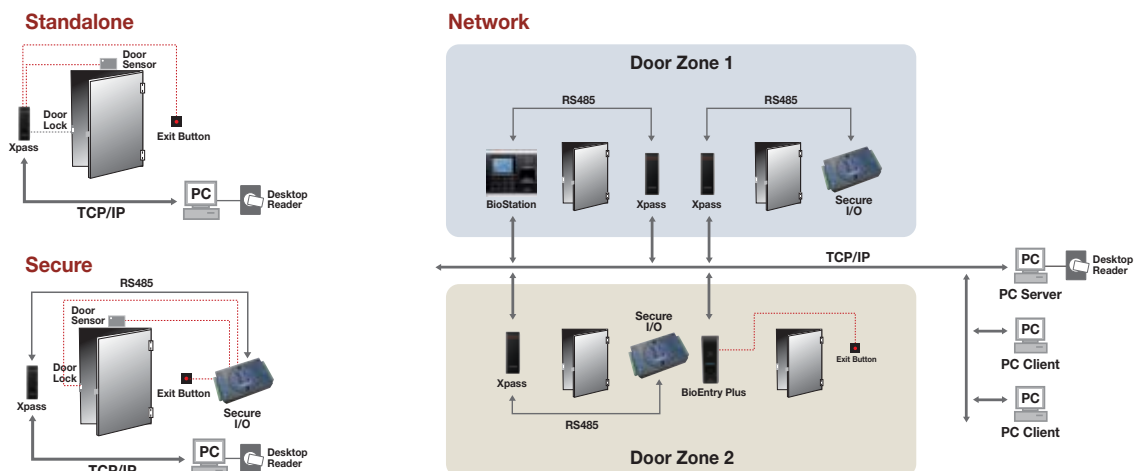 Standalone
Door
Sensor
Door
Lock
Xpass
Exit Button
PC
Desktop
Reader
TCP/IP
Secure
RS485
Door
Sensor
Door
Lock
Xpass
Exit Button
Secure
I/O
PC
Desktop
Reader
TCP/IP
Network
Door Zone 1
RS485
RS485
BioStation
Xpass
Xpass
Secure
I/O
TCP/IP
PC
Desktop
Reader
PC Server
PC
PC Client
PC
PC Client
Secure
I/O
Xpass
BioEntry Plus
Exit Button
RS485
Door Zone 2